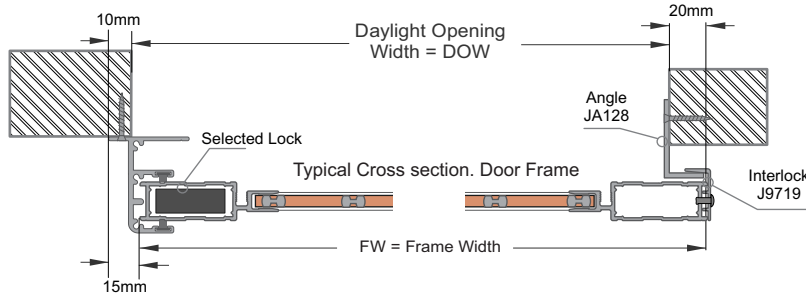 10mm
20mm
Daylight Opening
Width = DOW
Angle
JA128
Selected Lock
Typical Cross section. Door Frame
Interlock
J9719
FW = Frame Width
15mm